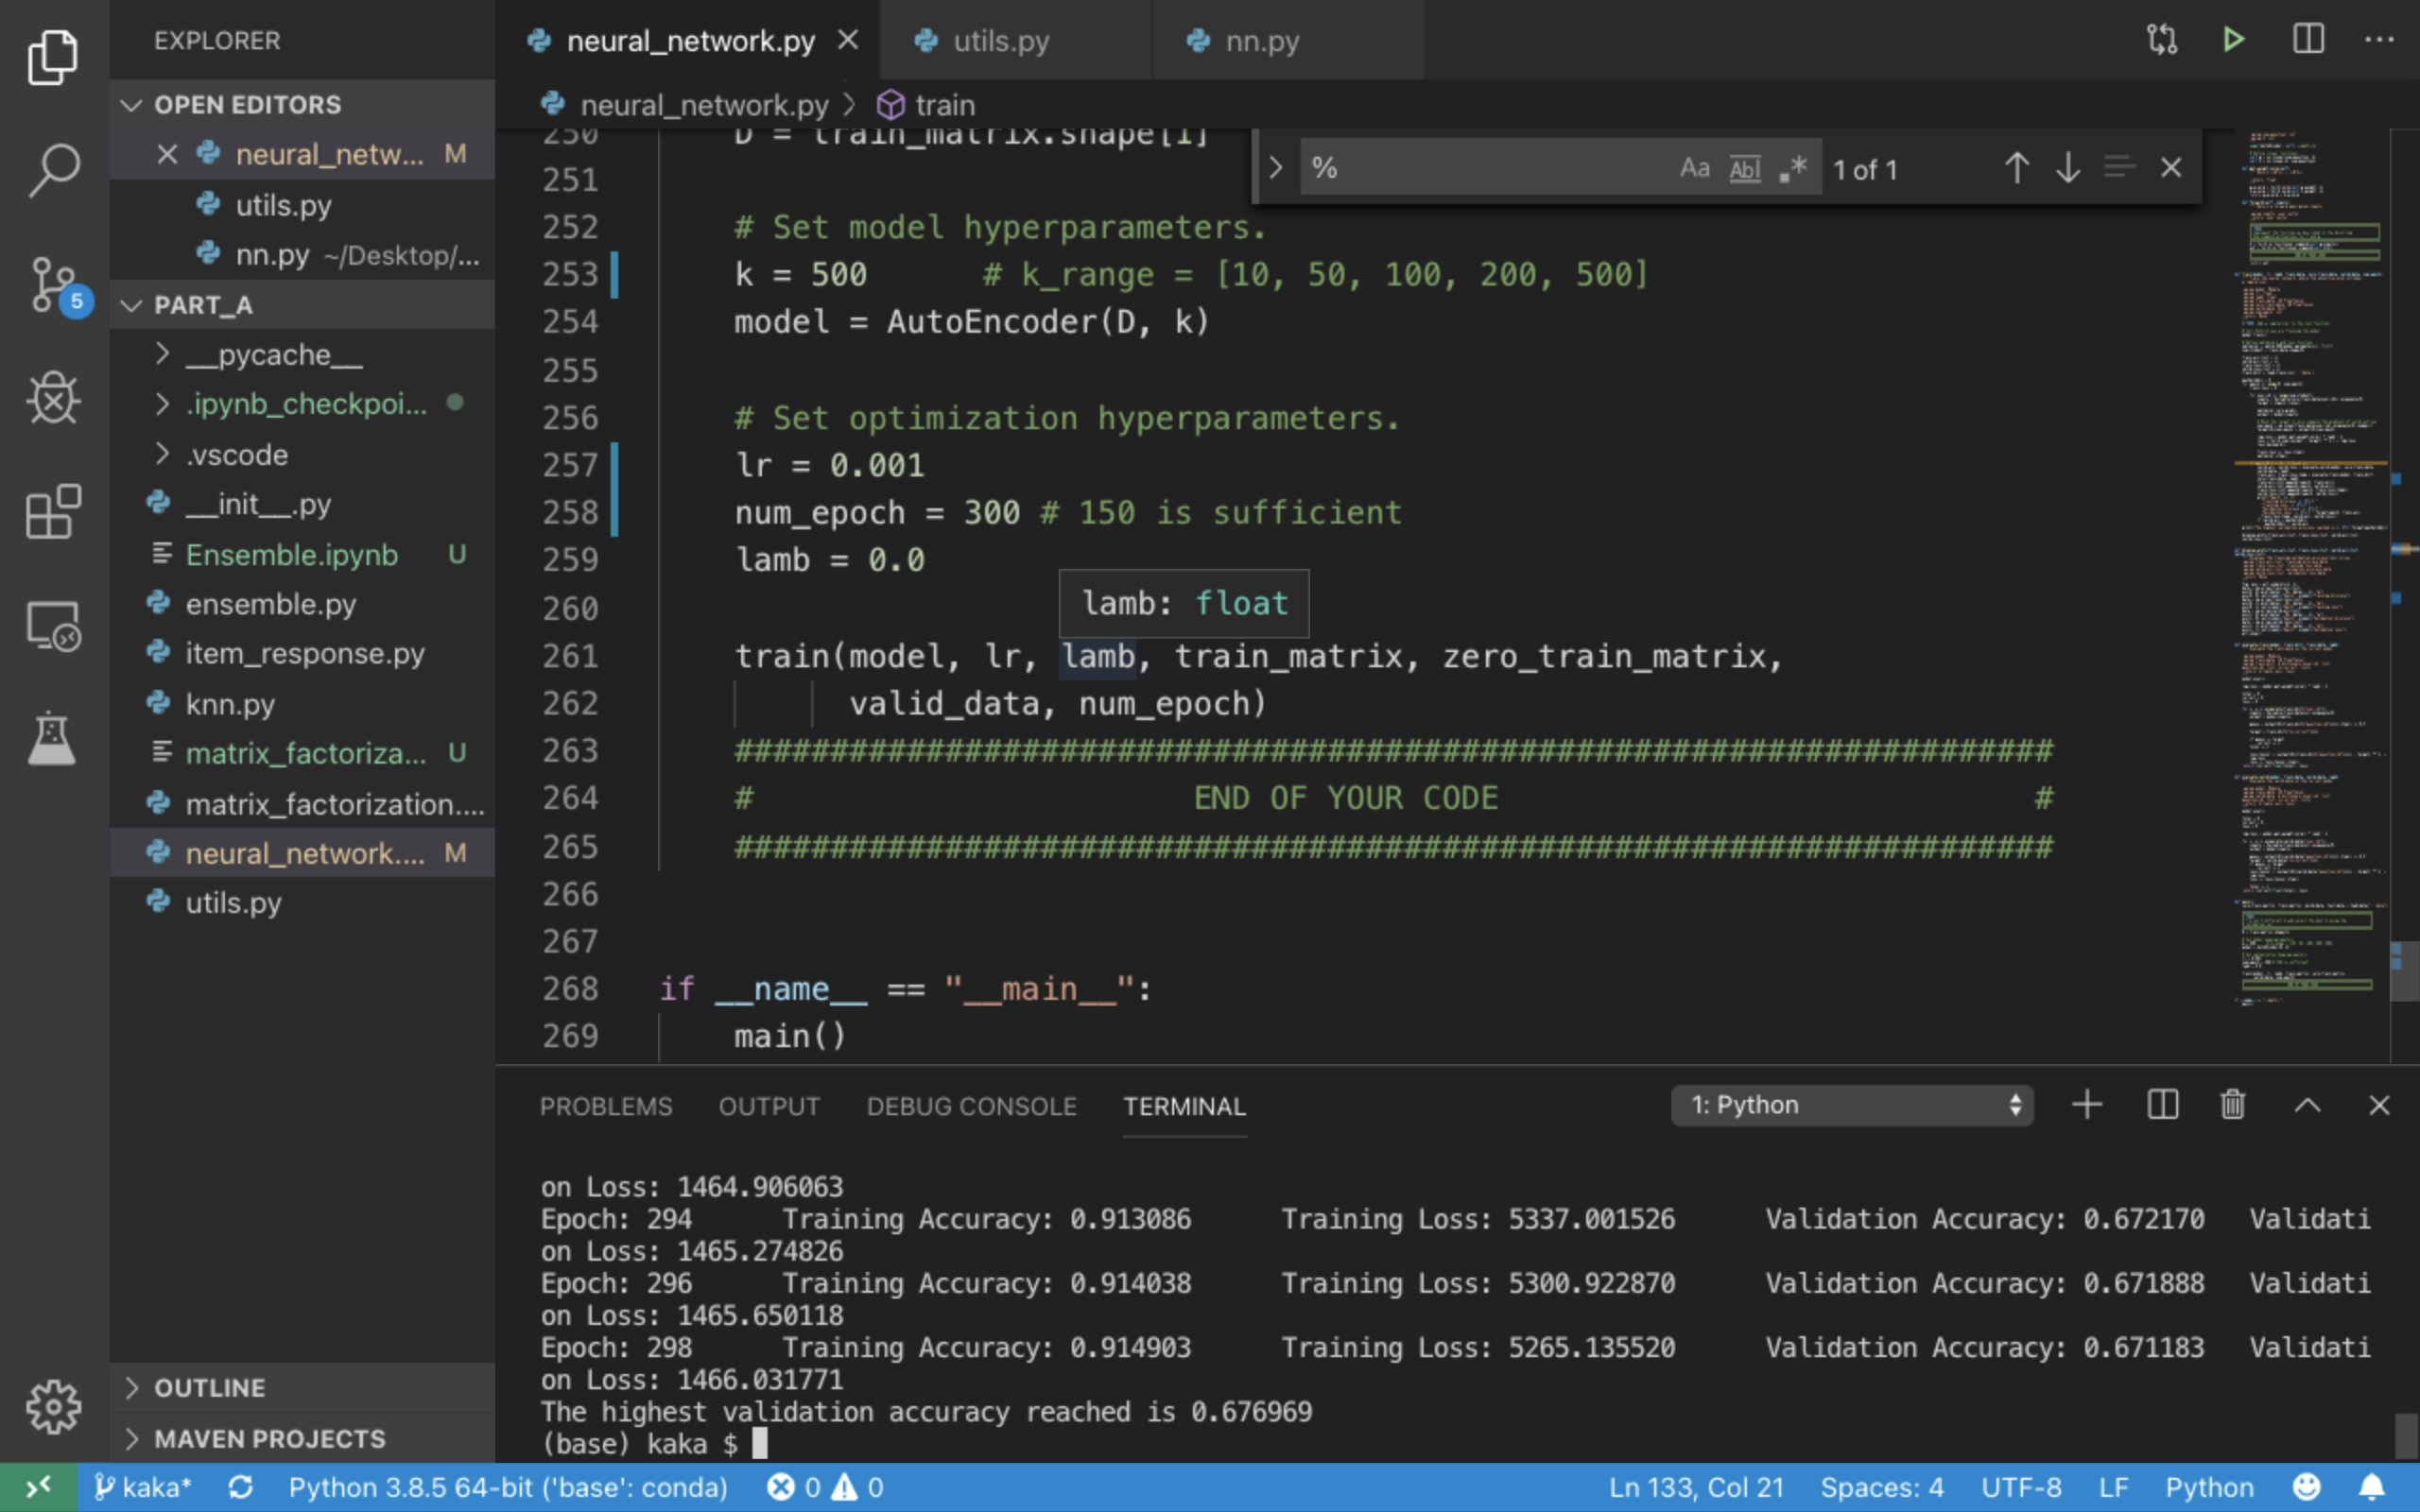 EXPLORER
OPEN EDITORS
neural_netw... M
utils.py
nn.py ~/Desktop/...
5
PART_A
__pycache__
.ipynb_checkpoi...
.vscode
__init__.py
Ensemble.ipynb U
ensemble.py
item_response.py
knn.py
matrix_factoriza... U
matrix_factorization....
neural_network.... M
utils.py
OUTLINE
MAVEN PROJECTS
neural_network.py utils.py nn.py
neural_network.py > train
% Aa Abl .* 1 of 1
250 D = train_matrix.shape[1]
251
252 # Set model hyperparameters.
253 k = 500 # k_range = [10, 50, 100, 200, 500]
254 model = AutoEncoder(D, k)
255
256 # Set optimization hyperparameters.
257 lr = 0.001
258 num_epoch = 300 # 150 is sufficient
259 lamb = 0.0
lamb: float
260
261 train(model, lr, lamb, train_matrix, zero_train_matrix,
262 valid_data, num_epoch)
263 #####################################################################
264 # END OF YOUR CODE #
265 #####################################################################
266
267
268 if __name__ == "__main__":
269 main()
PROBLEMS OUTPUT DEBUG CONSOLE TERMINAL 1: Python
on Loss: 1464.906063
Epoch: 294 Training Accuracy: 0.913086 Training Loss: 5337.001526 Validation Accuracy: 0.672170 Validati
on Loss: 1465.274826
Epoch: 296 Training Accuracy: 0.914038 Training Loss: 5300.922870 Validation Accuracy: 0.671888 Validati
on Loss: 1465.650118
Epoch: 298 Training Accuracy: 0.914903 Training Loss: 5265.135520 Validation Accuracy: 0.671183 Validati
on Loss: 1466.031771
The highest validation accuracy reached is 0.676969
(base) kaka $
kaka* Python 3.8.5 64-bit ('base': conda) 0 0 Ln 133, Col 21 Spaces: 4 UTF-8 LF Python